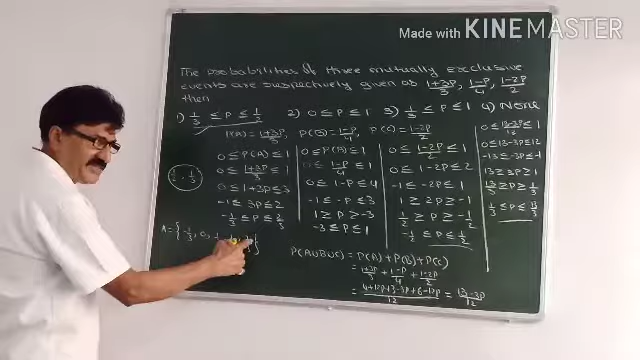 Made with KINEMASTER
The probabilities of three mutually exclusive
events are suspectively given as 1+3P/3, 1-P/4, 1-2P/2
then
1) 1/3 ≤ P ≤ 1/2 2) 0 ≤ P ≤ 1 3) 1/3 ≤ P ≤ 1 4) None
P(A) = 1+3P/3 P(B) = 1-P/4 P(C) = 1-2P/2
0 ≤ P(A) ≤ 1
0 ≤ 1+3P/3 ≤ 1
0 ≤ 1+3P ≤ 3
-1 ≤ 3P ≤ 2
-1/3 ≤ P ≤ 2/3
0 ≤ P(B) ≤ 1
0 ≤ 1-P/4 ≤ 1
0 ≤ 1-P ≤ 4
-1 ≤ -P ≤ 3
1 ≥ P ≥ -3
-3 ≤ P ≤ 1
0 ≤ 1-2P/2 ≤ 1
0 ≤ 1-2P ≤ 2
-1 ≤ -2P ≤ 1
1 ≥ 2P ≥ -1
1/2 ≥ P ≥ -1/2
-1/2 ≤ P ≤ 1/2
0 ≤ 13-3P/12 ≤ 1
0 ≤ 13-3P ≤ 12
-13 ≤ -3P ≤ -1
13 ≥ 3P ≥ 1
13/3 ≥ P ≥ 1/3
1/3 ≤ P ≤ 13/3
P(AUBUC) = P(A) + P(B) + P(C)
= 1+3P/3 + 1-P/4 + 1-2P/2
= 4+12P+3-3P+6-12P/12 = 13-3P/12